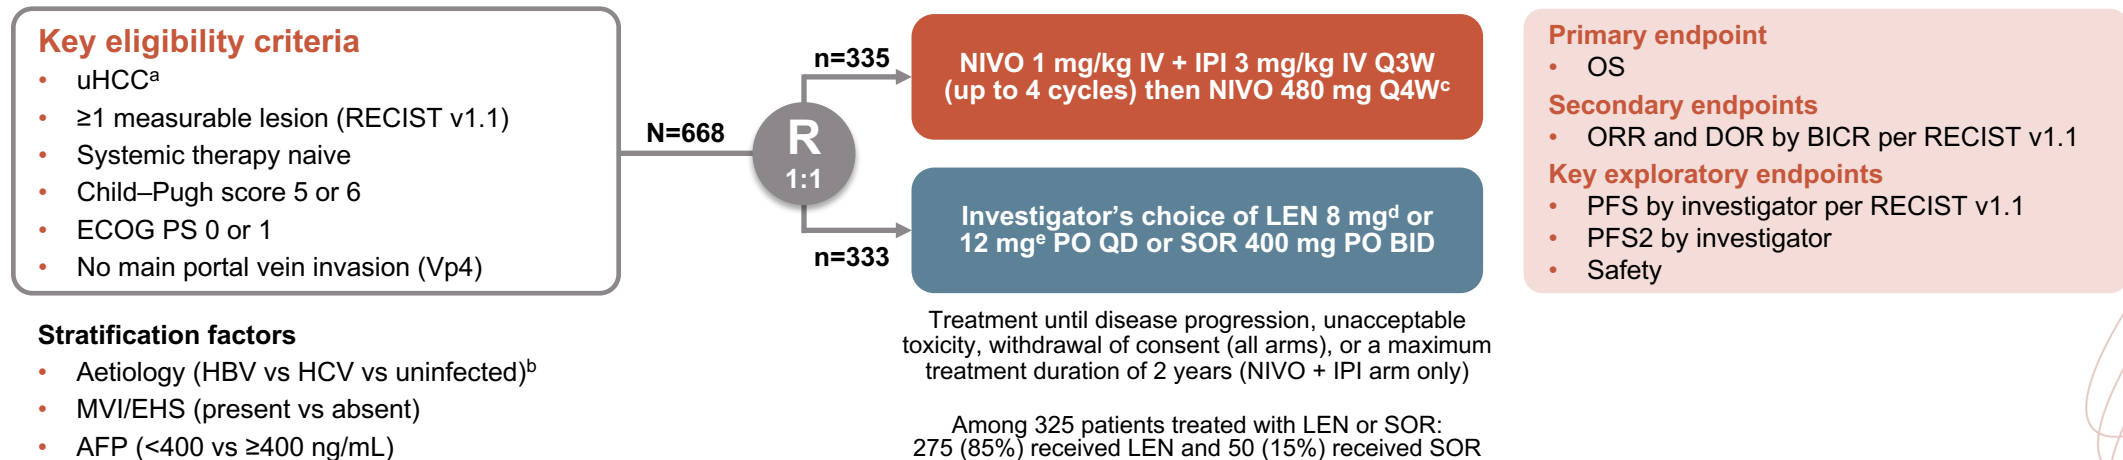 Key eligibility criteria
• uHCCa
• ≥1 measurable lesion (RECIST v1.1)
• Systemic therapy naive
• Child–Pugh score 5 or 6
• ECOG PS 0 or 1
• No main portal vein invasion (Vp4)
Stratification factors
• Aetiology (HBV vs HCV vs uninfected)b
• MVI/EHS (present vs absent)
• AFP (<400 vs ≥400 ng/mL)
N=668
R
1:1
n=335
n=333
NIVO 1 mg/kg IV + IPI 3 mg/kg IV Q3W
(up to 4 cycles) then NIVO 480 mg Q4Wc
Investigator’s choice of LEN 8 mgd or
12 mge PO QD or SOR 400 mg PO BID
Treatment until disease progression, unacceptable
toxicity, withdrawal of consent (all arms), or a maximum
treatment duration of 2 years (NIVO + IPI arm only)
Among 325 patients treated with LEN or SOR:
275 (85%) received LEN and 50 (15%) received SOR
Primary endpoint
• OS
Secondary endpoints
• ORR and DOR by BICR per RECIST v1.1
Key exploratory endpoints
• PFS by investigator per RECIST v1.1
• PFS2 by investigator
• Safety